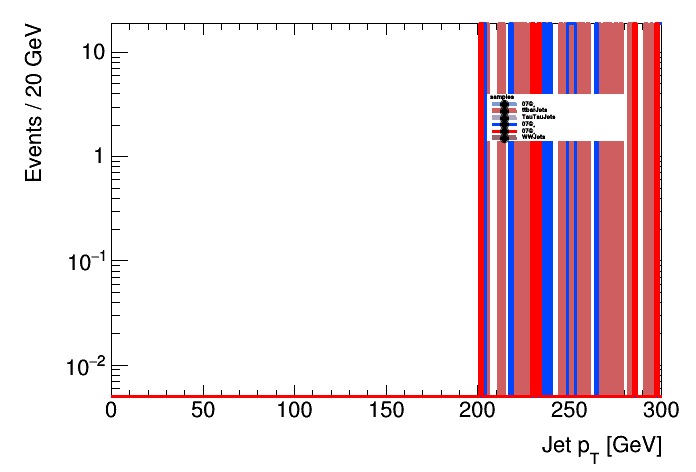 Events / 20 GeV
10
1
10⁻¹
10⁻²
samples
ttbarJets
TauTauJets
WWJets
0 50 100 150 200 250 300
Jet p_T [GeV]